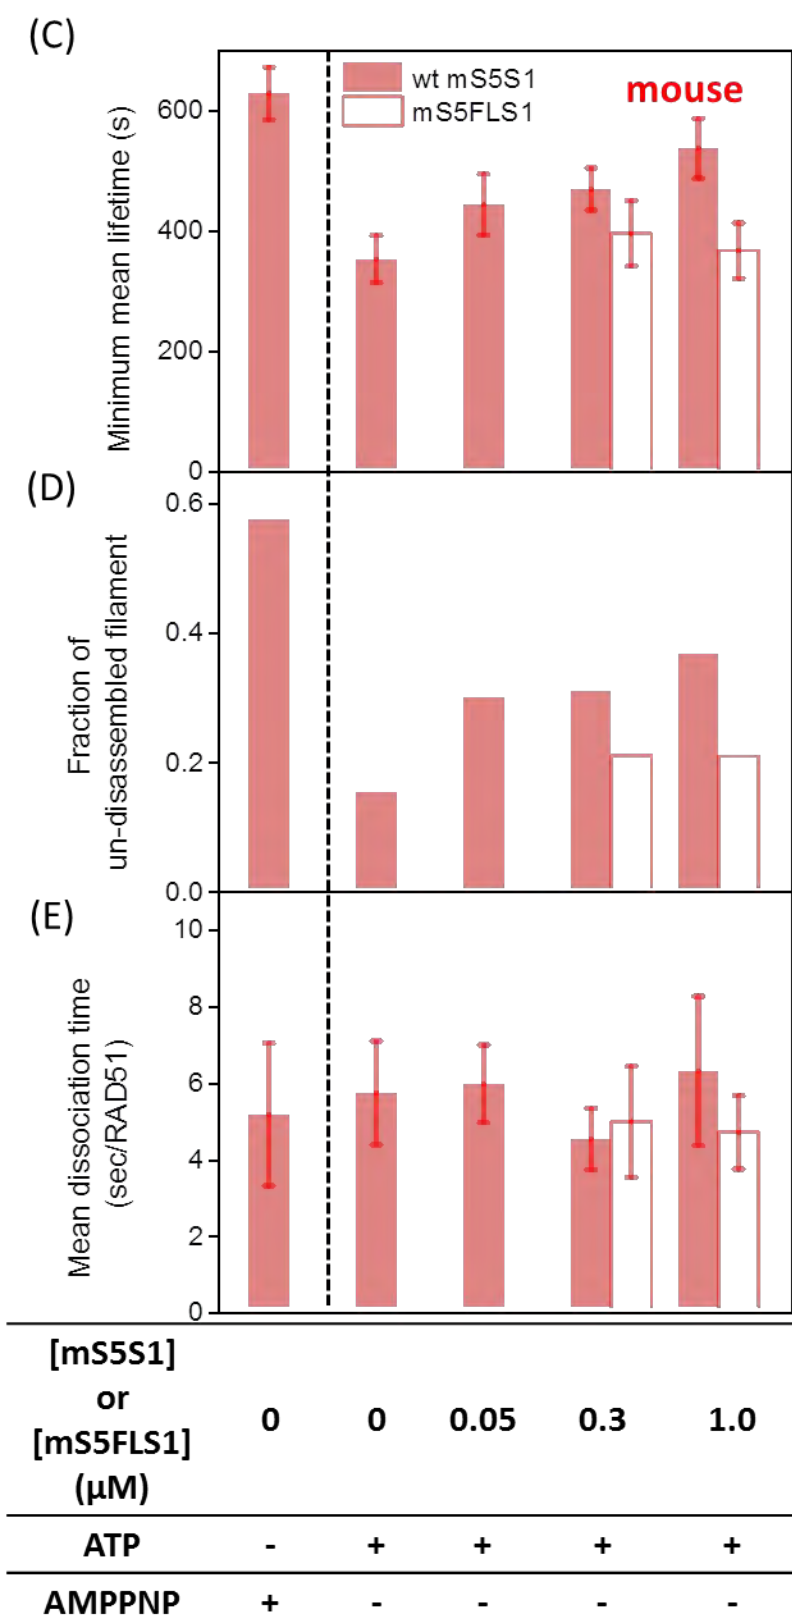 (C)
wt mS5S1
mS5FLS1
mouse
Minimum mean lifetime (s)
600
400
200
0
(D)
Fraction of
un-disassembled filament
0.6
0.4
0.2
0.0
(E)
Mean dissociation time
(sec/RAD51)
10
8
6
4
2
0
[mS5S1]
or
[mS5FLS1]
(μM)
0 0 0.05 0.3 1.0
ATP - + + + +
AMPPNP + - - - -